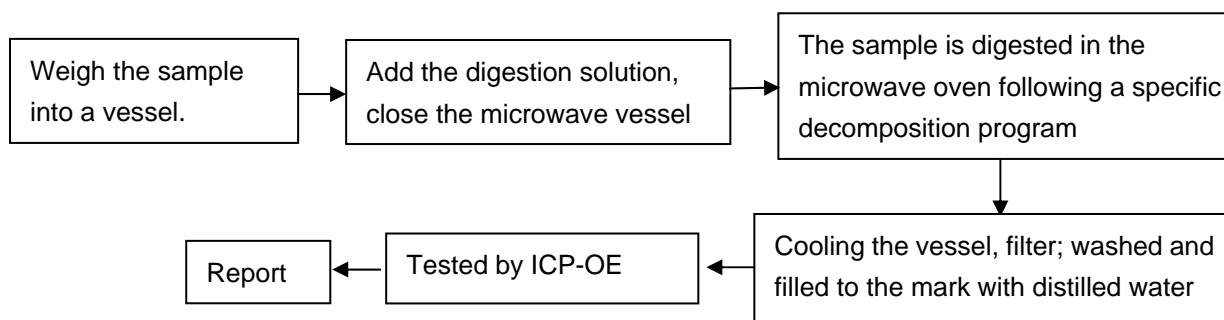 Weigh the sample
into a vessel.
Add the digestion solution,
close the microwave vessel
The sample is digested in the
microwave oven following a specific
decomposition program
Cooling the vessel, filter; washed and
filled to the mark with distilled water
Tested by ICP-OE
Report